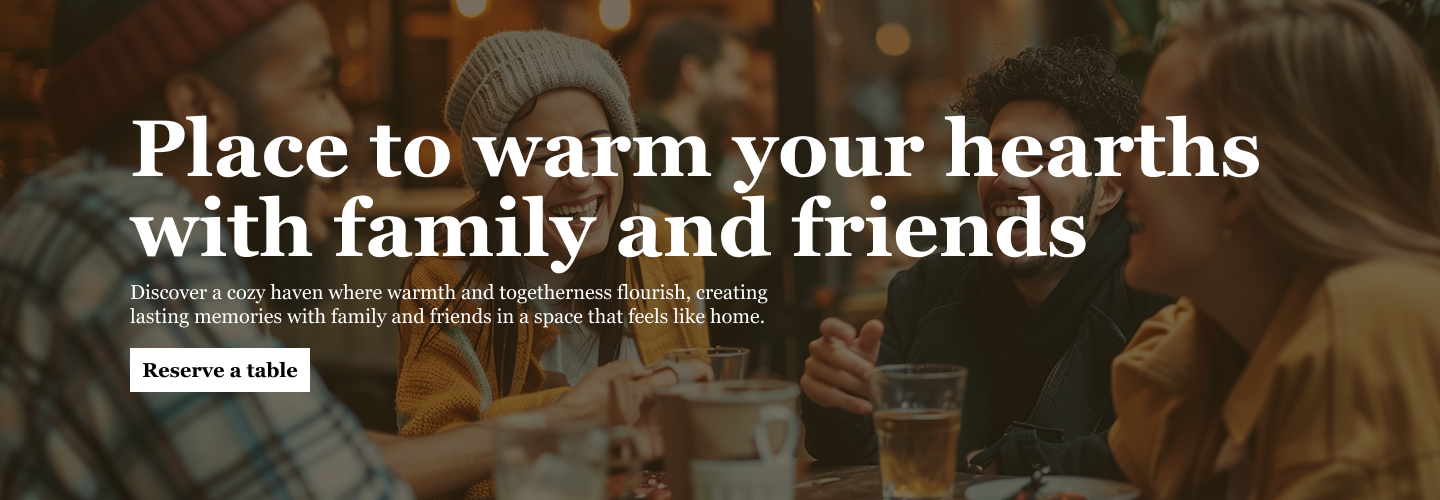 Place to warm your hearths
with family and friends
Discover a cozy haven where warmth and togetherness flourish, creating
lasting memories with family and friends in a space that feels like home.
Reserve a table